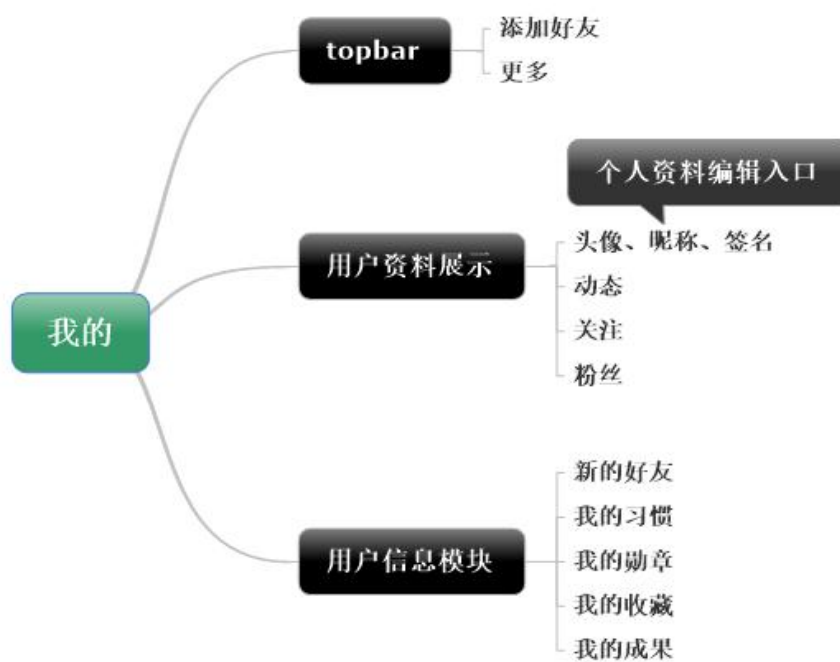 topbar
添加好友
更多
个人资料编辑入口
用户资料展示
头像、昵称、签名
动态
关注
粉丝
我的
用户信息模块
新的好友
我的习惯
我的勋章
我的收藏
我的成果